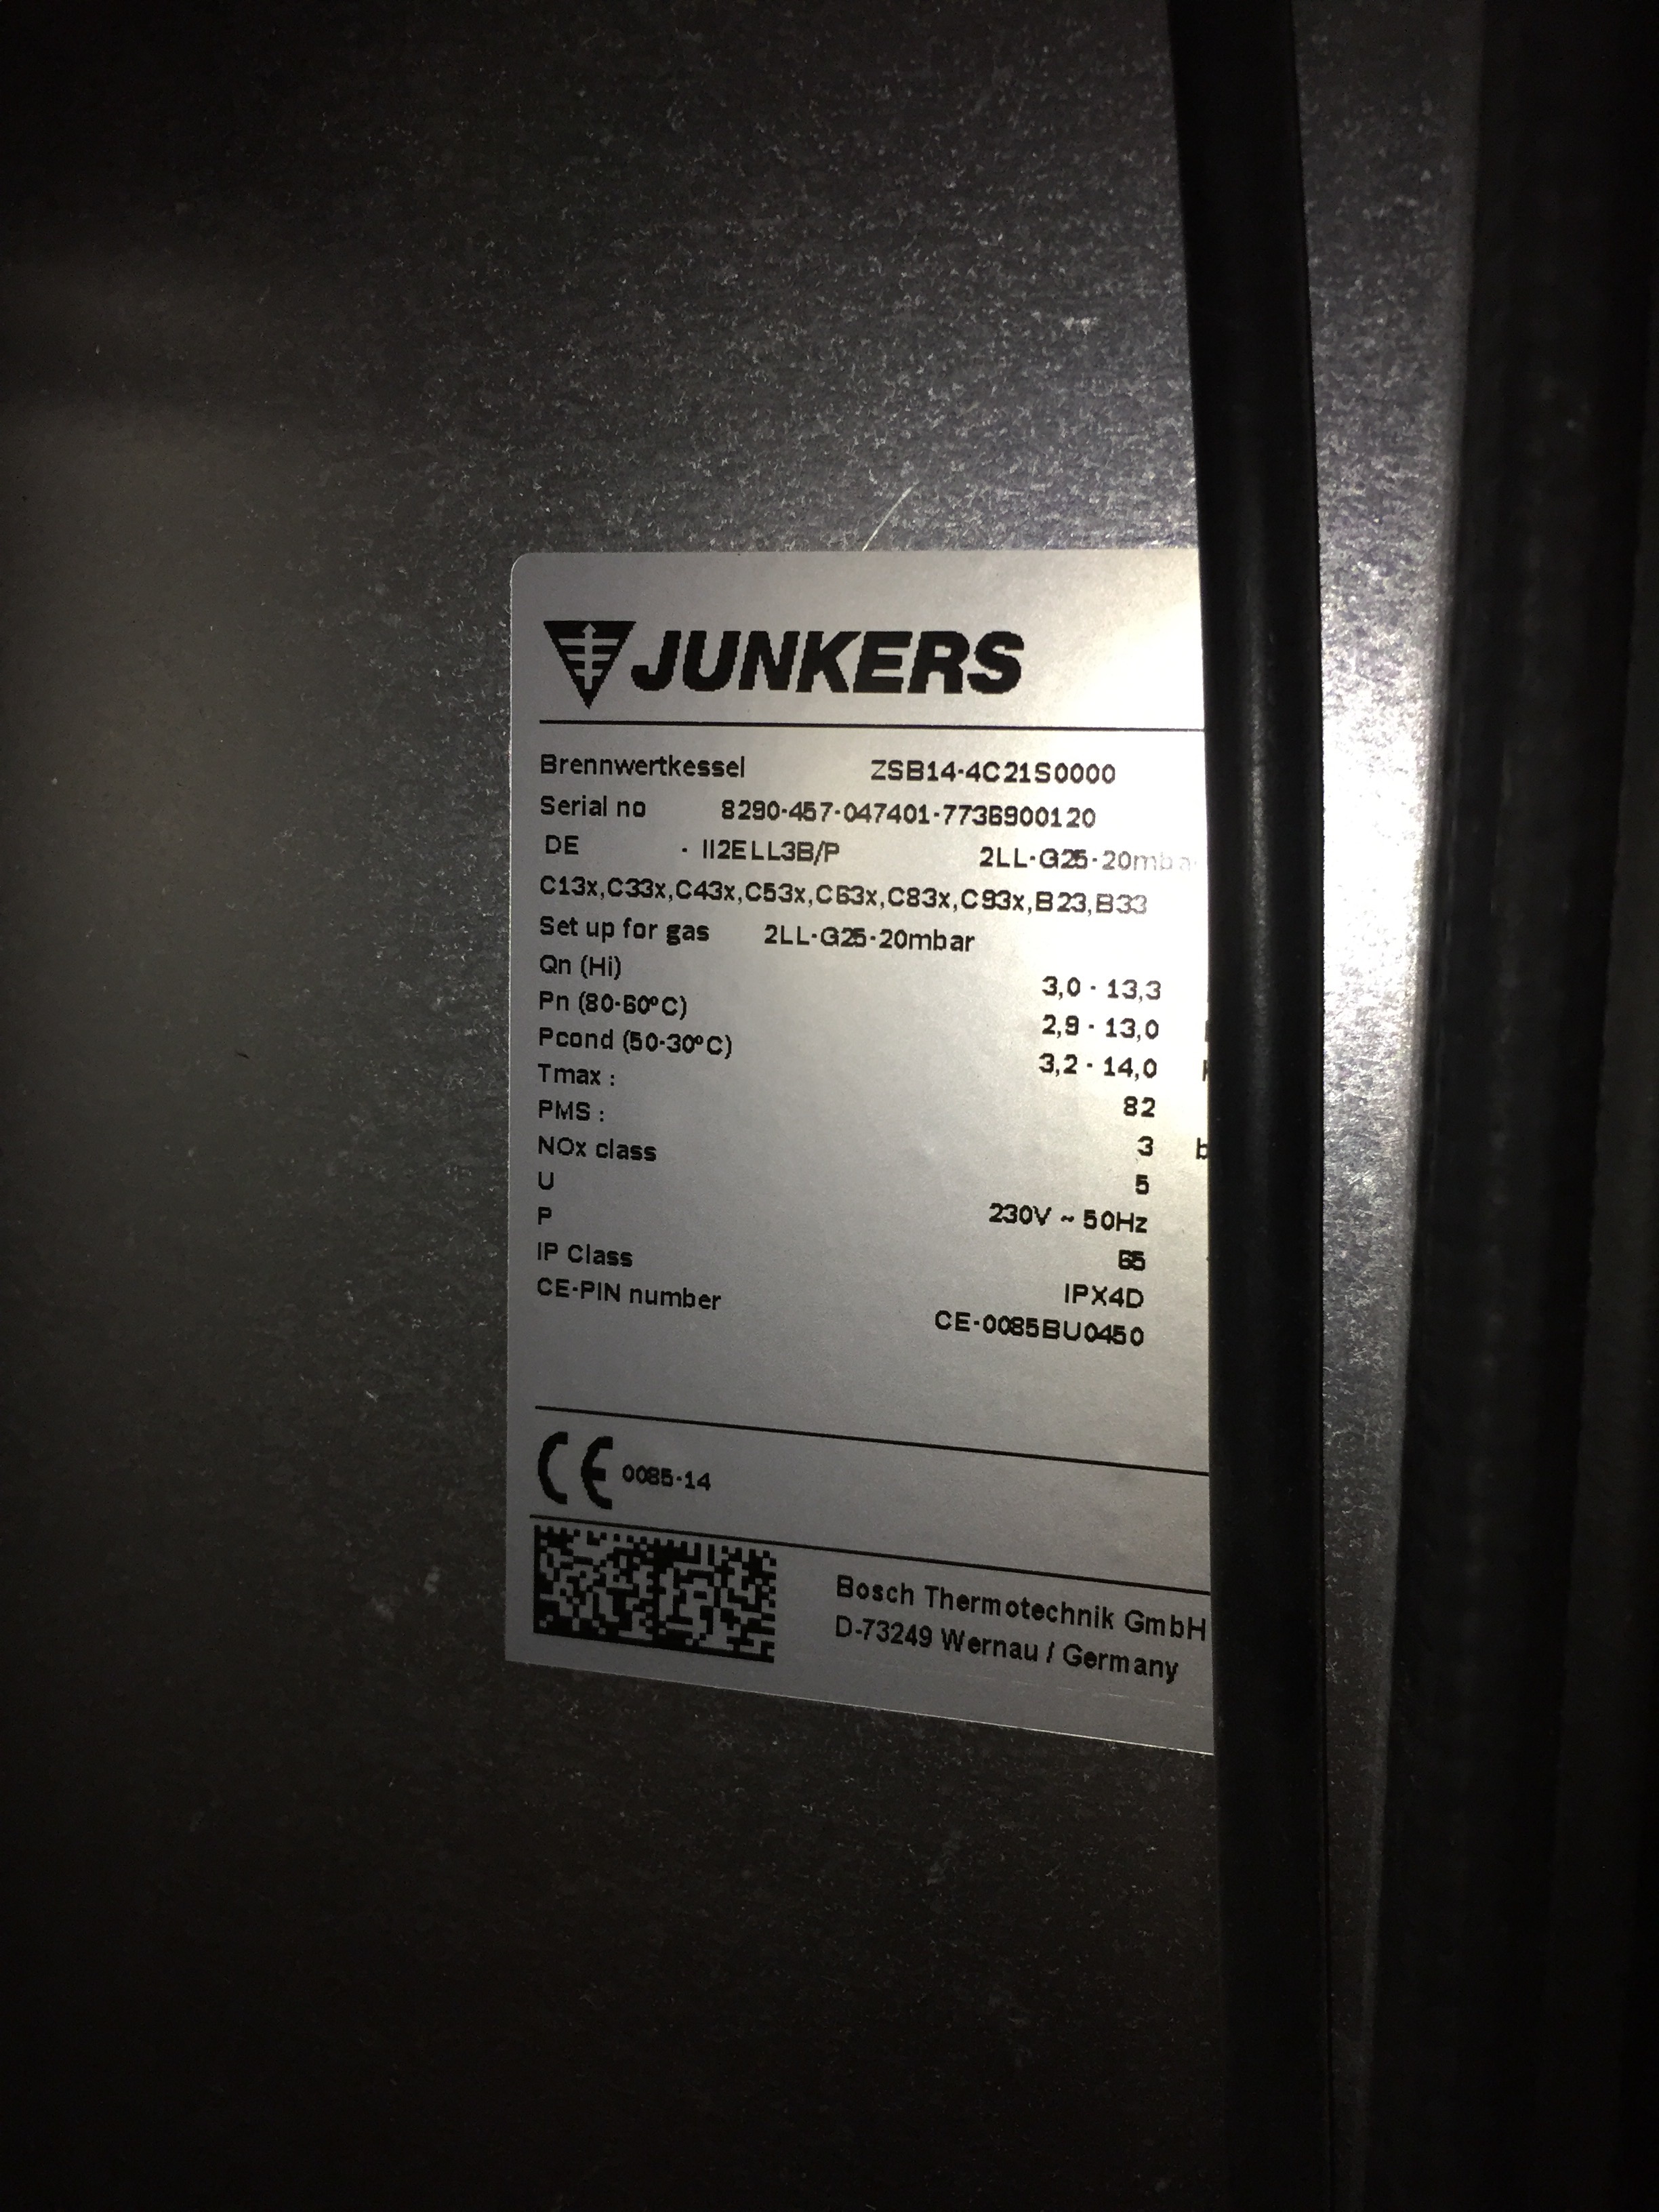 JUNKERS
Brennwertkessel ZSB14-4C21S0000
Serial no 8290-457-047401-7736900120
DE - II2ELL3B/P 2LL-G25-20mba
C13x,C33x,C43x,C53x,C63x,C83x,C93x,B23,B33
Set up for gas 2LL-G25-20mbar
Qn (Hi) 3,0 - 13,3
Pn (80-60°C) 2,9 - 13,0
Pcond (50-30°C) 3,2 - 14,0
Tmax : 82
PMS : 3 b
NOx class 5
U 230V ~ 50Hz
P 65
IP Class IPX4D
CE-PIN number CE-0085BU0450
CE 0085-14
Bosch Thermotechnik GmbH
D-73249 Wernau / Germany